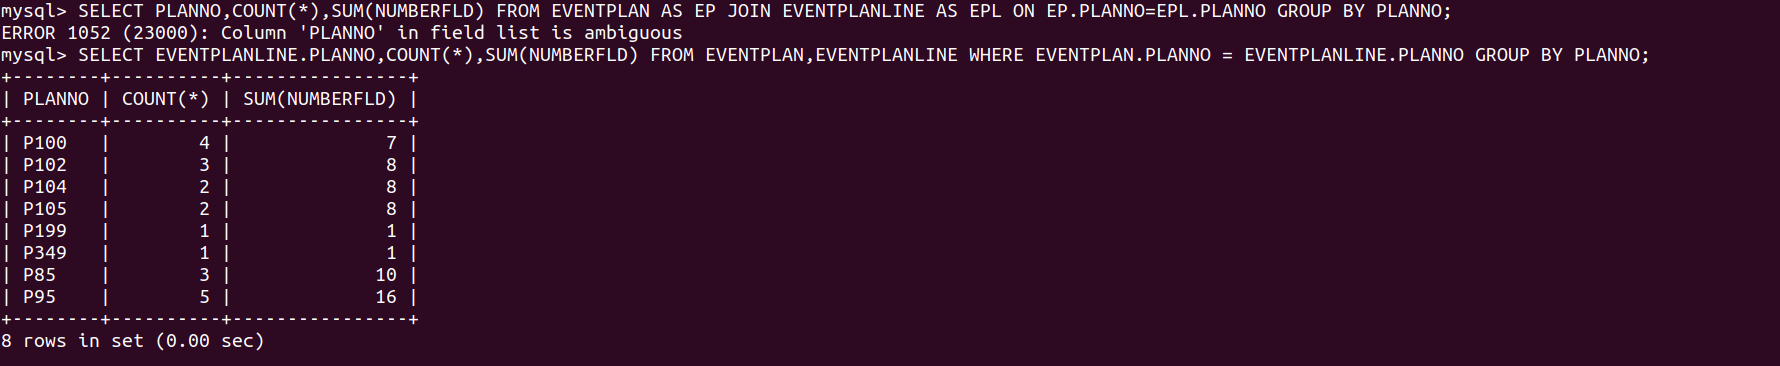 mysql> SELECT PLANNO,COUNT(*),SUM(NUMBERFLD) FROM EVENTPLAN AS EP JOIN EVENTPLANLINE AS EPL ON EP.PLANNO=EPL.PLANNO GROUP BY PLANNO;
ERROR 1052 (23000): Column 'PLANNO' in field list is ambiguous
mysql> SELECT EVENTPLANLINE.PLANNO,COUNT(*),SUM(NUMBERFLD) FROM EVENTPLAN,EVENTPLANLINE WHERE EVENTPLAN.PLANNO = EVENTPLANLINE.PLANNO GROUP BY PLANNO;
+--------+----------+----------------+
| PLANNO | COUNT(*) | SUM(NUMBERFLD) |
+--------+----------+----------------+
| P100   |        4 |              7 |
| P102   |        3 |              8 |
| P104   |        2 |              8 |
| P105   |        2 |              8 |
| P199   |        1 |              1 |
| P349   |        1 |              1 |
| P85    |        3 |             10 |
| P95    |        5 |             16 |
+--------+----------+----------------+
8 rows in set (0.00 sec)